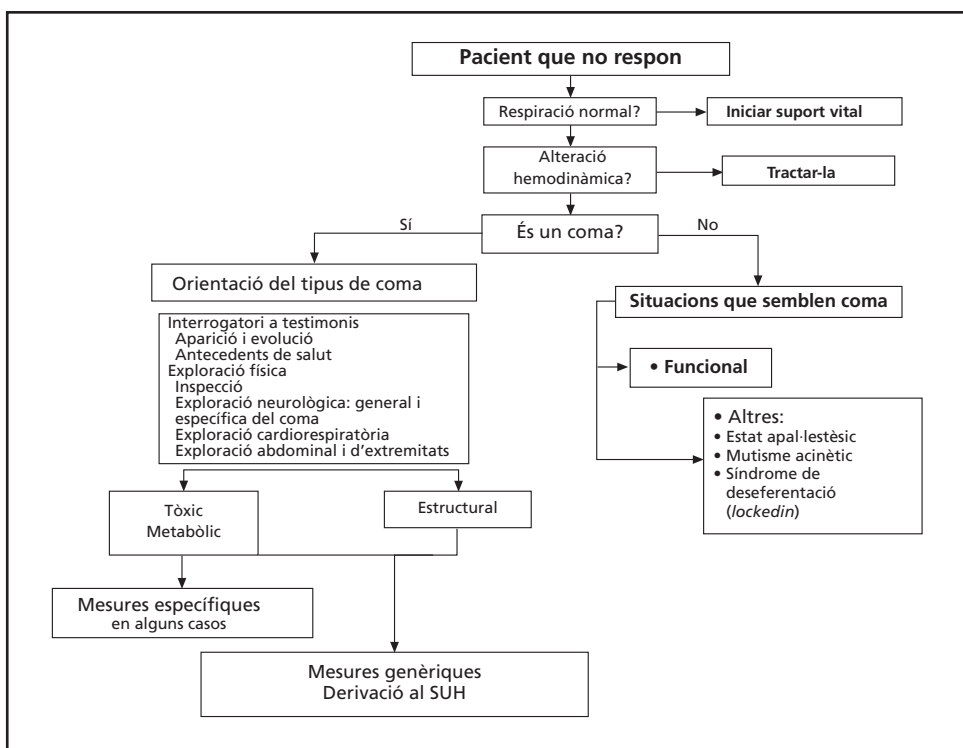 Pacient que no respon
Respiració normal?
Iniciar suport vital
Alteració
hemodinàmica?
Tractar-la
És un coma?
Sí
No
Orientació del tipus de coma
Situacions que semblen coma
Interrogatori a testimonis
Aparició i evolució
Antecedents de salut
Exploració física
Inspecció
Exploració neurològica: general i
específica del coma
Exploració cardiorespiratòria
Exploració abdominal i d'extremitats
• Funcional
• Altres:
• Estat apal·lestèsic
• Mutisme acinètic
• Síndrome de
deseferentació
(lockedin)
Tòxic
Metabòlic
Estructural
Mesures específiques
en alguns casos
Mesures genèriques
Derivació al SUH